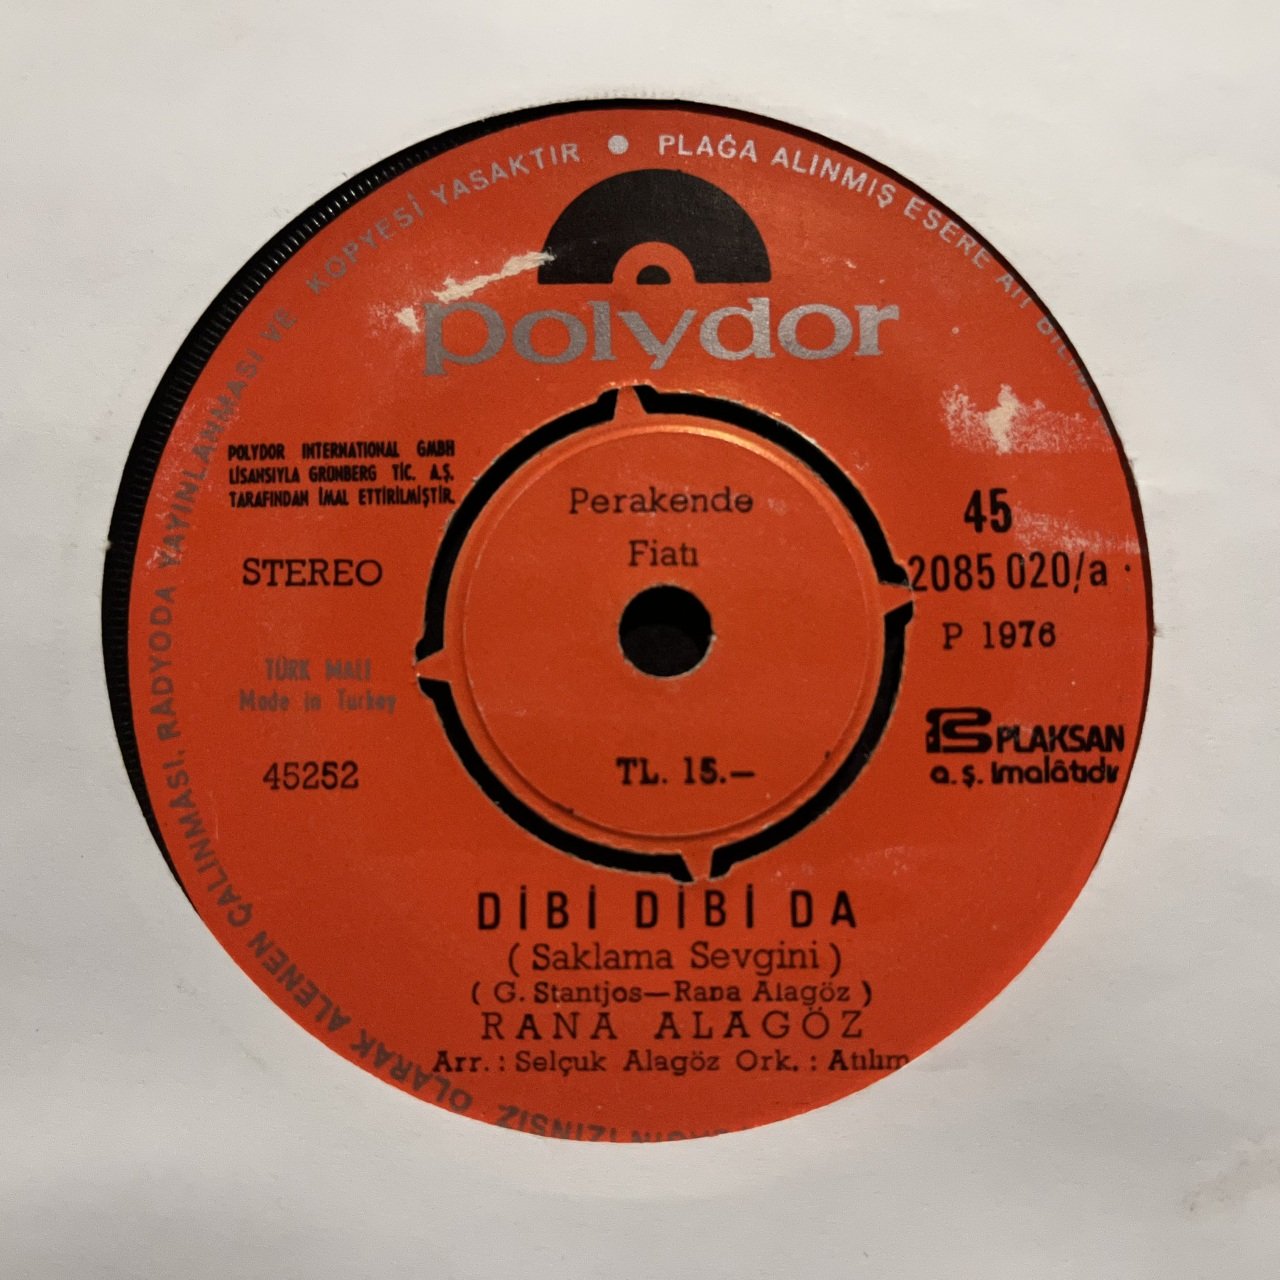 PLAĞA ALINMIŞ ESERE AİT
OLARAK ALENEN ÇALINMASI, RADYODA YAYINLANMASI VE KOPYESİ YASAKTIR
polydor
POLYDOR INTERNATIONAL GMBH
LİSANSIYLA GRÜNBERG TİC. A.Ş.
TARAFINDAN İMAL ETTİRİLMİŞTİR.
STEREO
TÜRK MALI
Made in Turkey
45252
Perakende
Fiatı
TL. 15.—
45
2085 020/a
P 1976
PLAKSAN
a. ş. imalâtıdır
DİBİ DİBİ DA
( Saklama Sevgini )
( G. Stantjos—Rana Alagöz )
RANA ALAGÖZ
Arr. : Selçuk Alagöz Ork. : Atılım